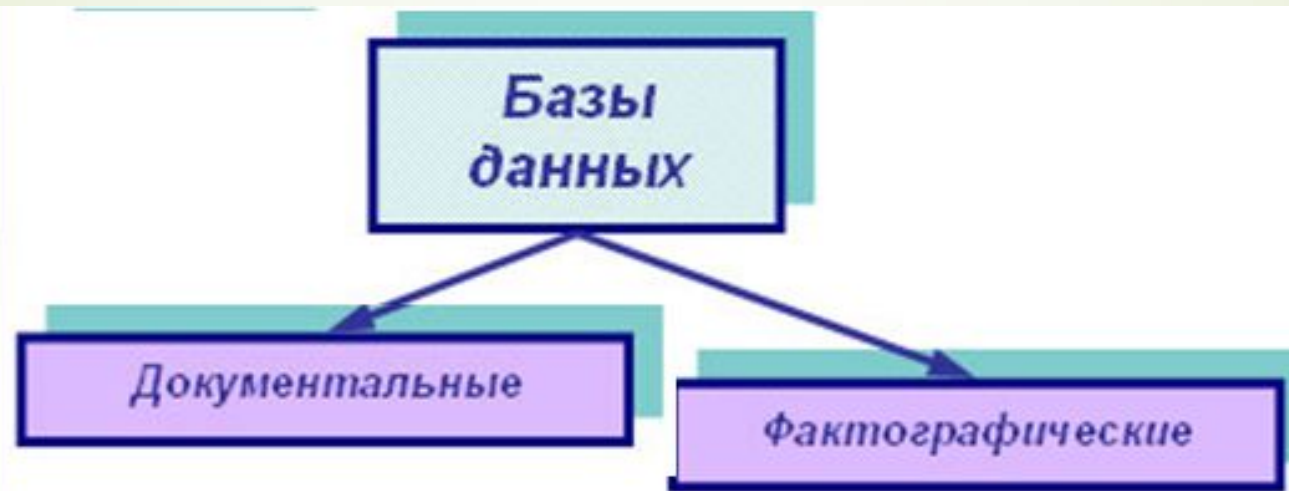 Базы
данных
Документальные
Фактографические